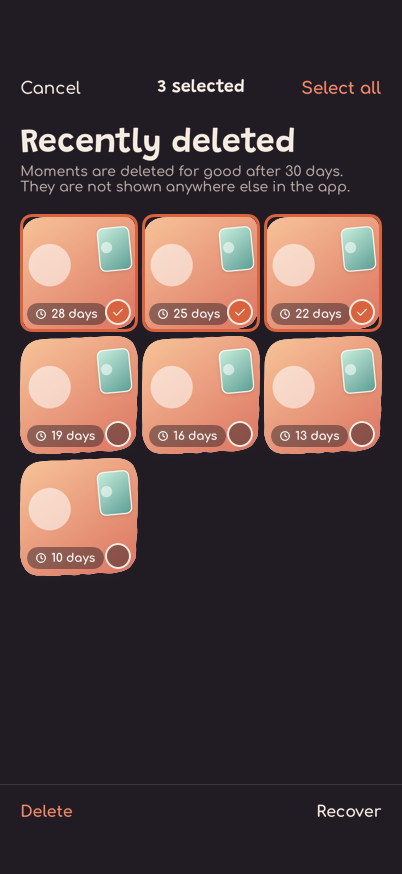 Cancel
3 selected
Select all
Recently deleted
Moments are deleted for good after 30 days.
They are not shown anywhere else in the app.
28 days
25 days
22 days
19 days
16 days
13 days
10 days
Delete
Recover